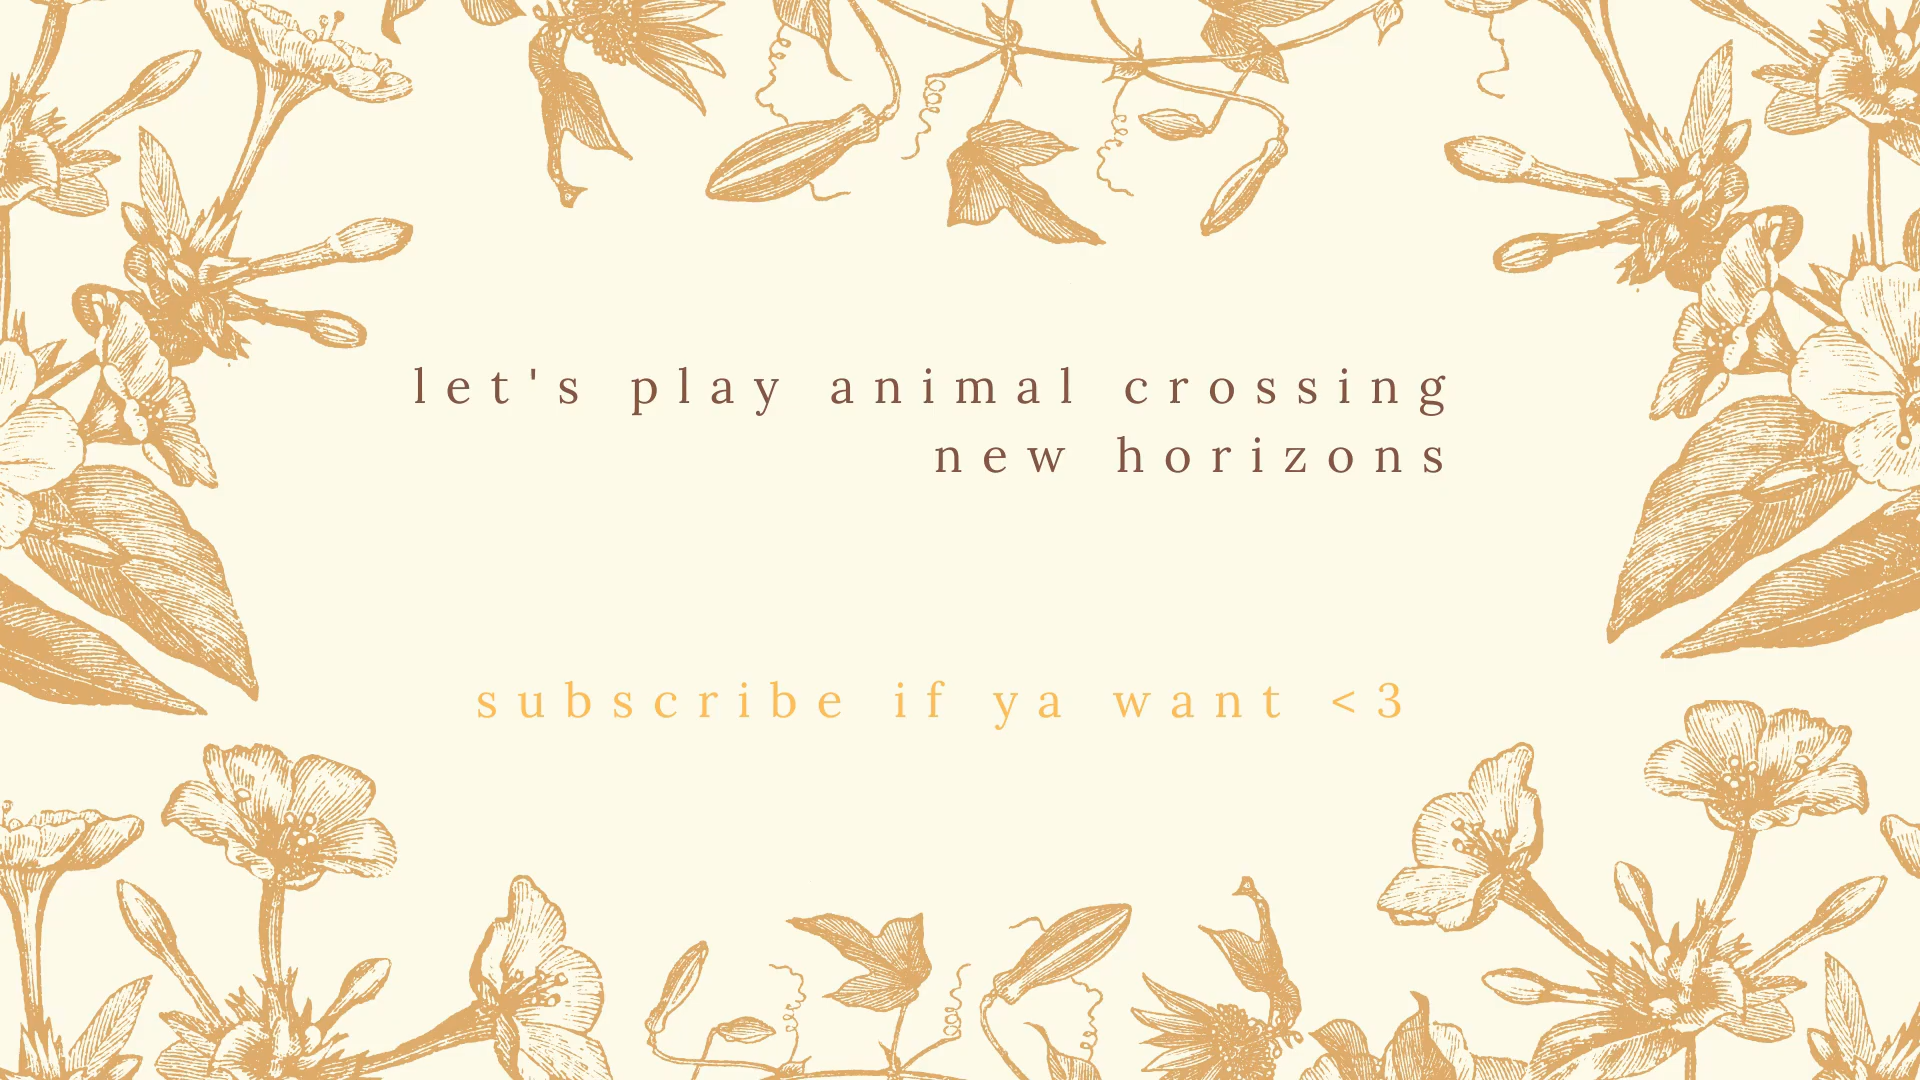 let's play animal crossing
new horizons
subscribe if ya want <3